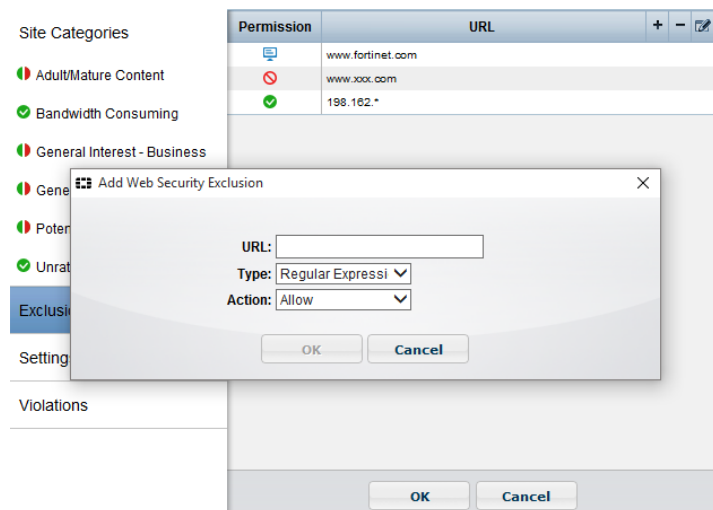 Site Categories
Adult/Mature Content
Bandwidth Consuming
General Interest - Business
Gene
Poten
Unrat
Exclusi
Setting
Violations
Permission URL + −
www.fortinet.com
www.xxx.com
198.162.*
Add Web Security Exclusion
URL:
Type: Regular Expressi
Action: Allow
OK Cancel
OK Cancel